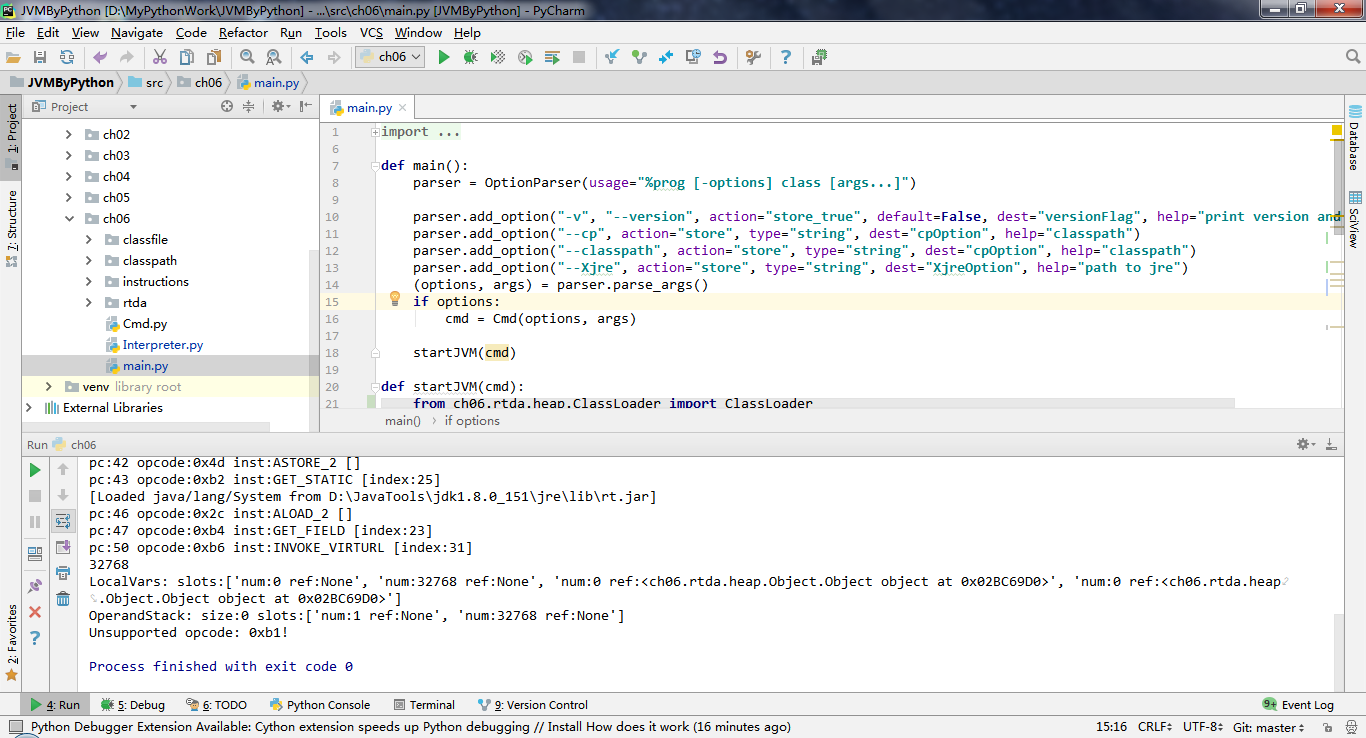 JVMByPython [D:\MyPythonWork\JVMByPython] - ...\src\ch06\main.py [JVMByPython] - PyCharm
File Edit View Navigate Code Refactor Run Tools VCS Window Help
ch06
JVMByPython src ch06 main.py
1: Project
7: Structure
2: Favorites
Project
ch02
ch03
ch04
ch05
ch06
classfile
classpath
instructions
rtda
Cmd.py
Interpreter.py
main.py
venv library root
External Libraries
main.py
1 import ...
6
7 def main():
8 parser = OptionParser(usage="%prog [-options] class [args...]")
9
10 parser.add_option("-v", "--version", action="store_true", default=False, dest="versionFlag", help="print version and
11 parser.add_option("--cp", action="store", type="string", dest="cpOption", help="classpath")
12 parser.add_option("--classpath", action="store", type="string", dest="cpOption", help="classpath")
13 parser.add_option("--Xjre", action="store", type="string", dest="XjreOption", help="path to jre")
14 (options, args) = parser.parse_args()
15 if options:
16 cmd = Cmd(options, args)
17
18 startJVM(cmd)
19
20 def startJVM(cmd):
21 from ch06.rtda.heap.ClassLoader import ClassLoader
main() if options
Database
SciView
Run ch06
pc:42 opcode:0x4d inst:ASTORE_2 []
pc:43 opcode:0xb2 inst:GET_STATIC [index:25]
[Loaded java/lang/System from D:\JavaTools\jdk1.8.0_151\jre\lib\rt.jar]
pc:46 opcode:0x2c inst:ALOAD_2 []
pc:47 opcode:0xb4 inst:GET_FIELD [index:23]
pc:50 opcode:0xb6 inst:INVOKE_VIRTURL [index:31]
32768
LocalVars: slots:['num:0 ref:None', 'num:32768 ref:None', 'num:0 ref:<ch06.rtda.heap.Object.Object object at 0x02BC69D0>', 'num:0 ref:<ch06.rtda.heap
.Object.Object object at 0x02BC69D0>']
OperandStack: size:0 slots:['num:1 ref:None', 'num:32768 ref:None']
Unsupported opcode: 0xb1!
Process finished with exit code 0
4: Run 5: Debug 6: TODO Python Console Terminal 9: Version Control 9+ Event Log
Python Debugger Extension Available: Cython extension speeds up Python debugging // Install How does it work (16 minutes ago) 15:16 CRLF UTF-8 Git: master